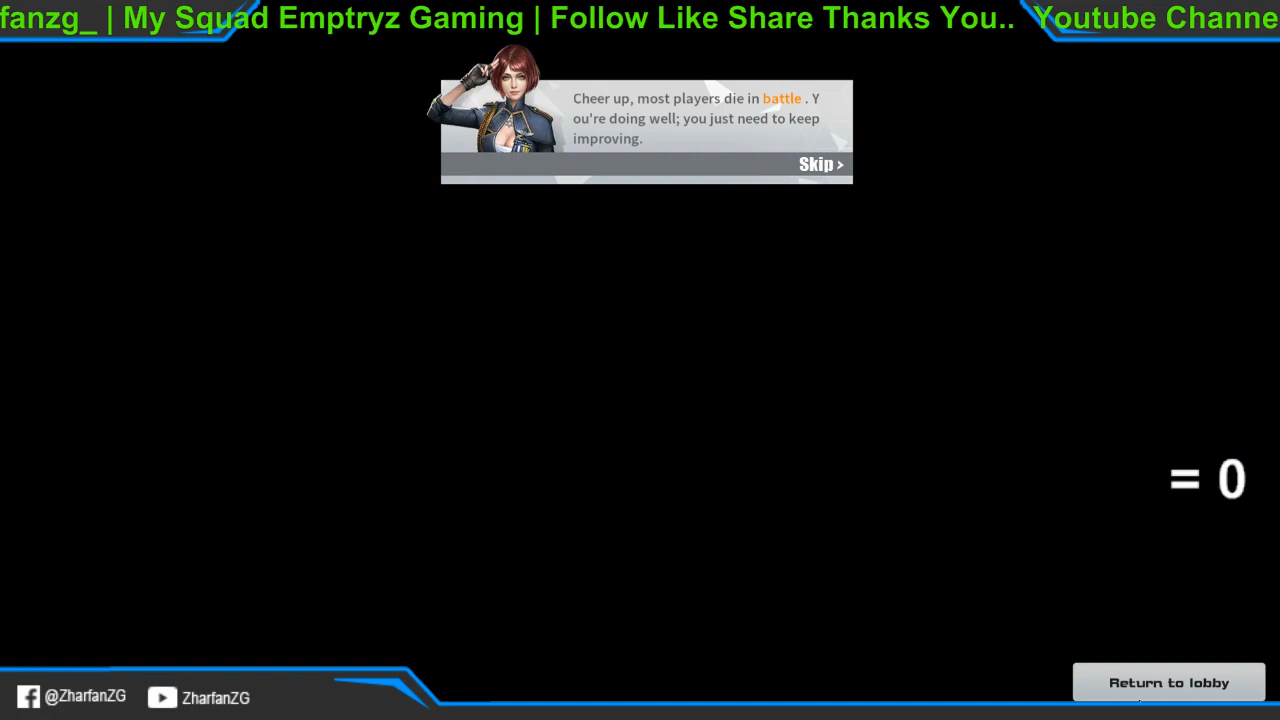 fanzg_ | My Squad Emptryz Gaming | Follow Like Share Thanks You.. Youtube Channe
Cheer up, most players die in battle . Y
ou're doing well; you just need to keep
improving.
Skip >
= 0
Return to lobby
@ZharfanZG
ZharfanZG